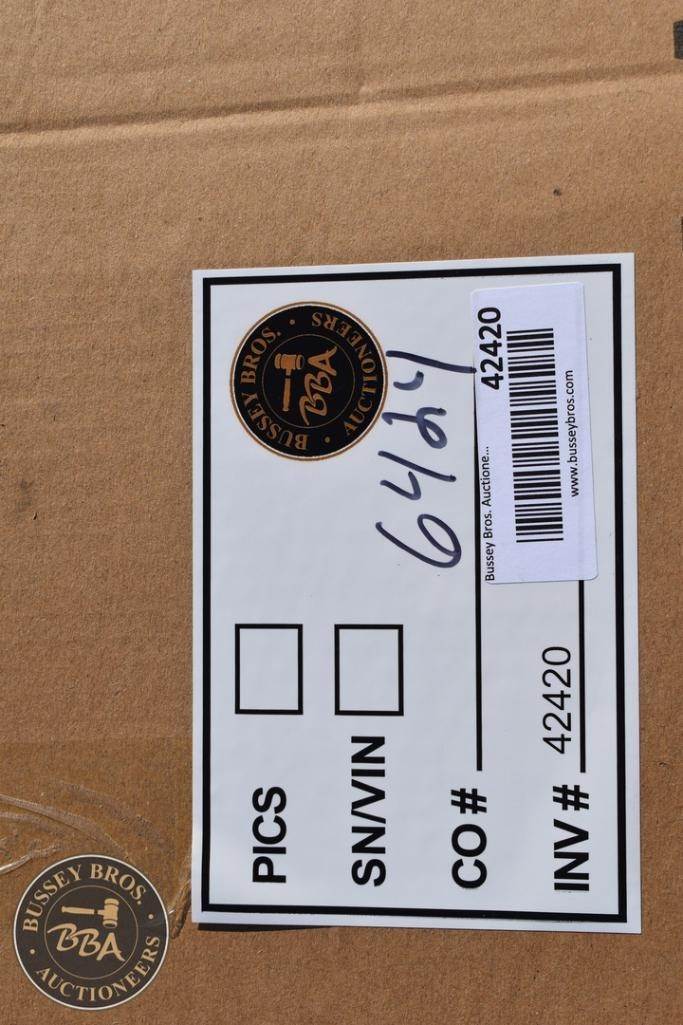 BUSSEY BROS. • AUCTIONEERS •
BBA
PICS
SN/VIN
CO # 6424
INV # 42420
Bussey Bros. Auctione... 42420
www.busseybros.com
BUSSEY BROS. • AUCTIONEERS •
BBA